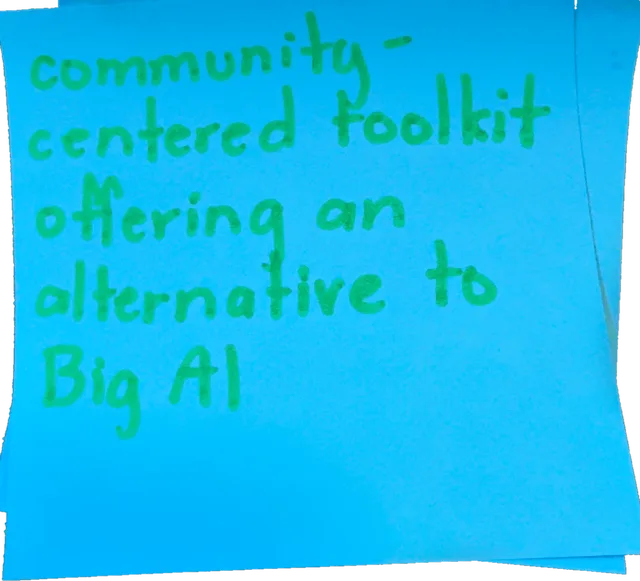 community-
centered toolkit
offering an
alternative to
Big AI